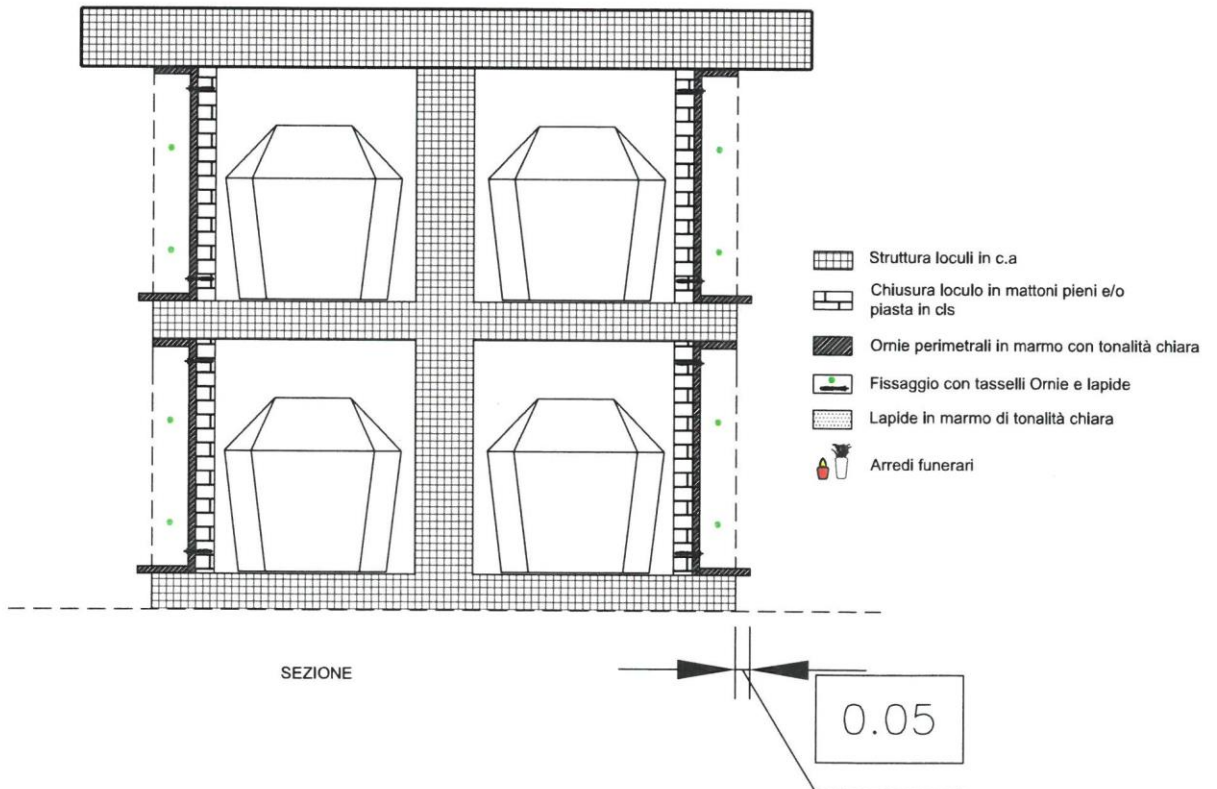 Struttura loculi in c.a
Chiusura loculo in mattoni pieni e/o
piasta in cls
Ornie perimetrali in marmo con tonalità chiara
Fissaggio con tasselli Ornie e lapide
Lapide in marmo di tonalità chiara
Arredi funerari
SEZIONE
0.05